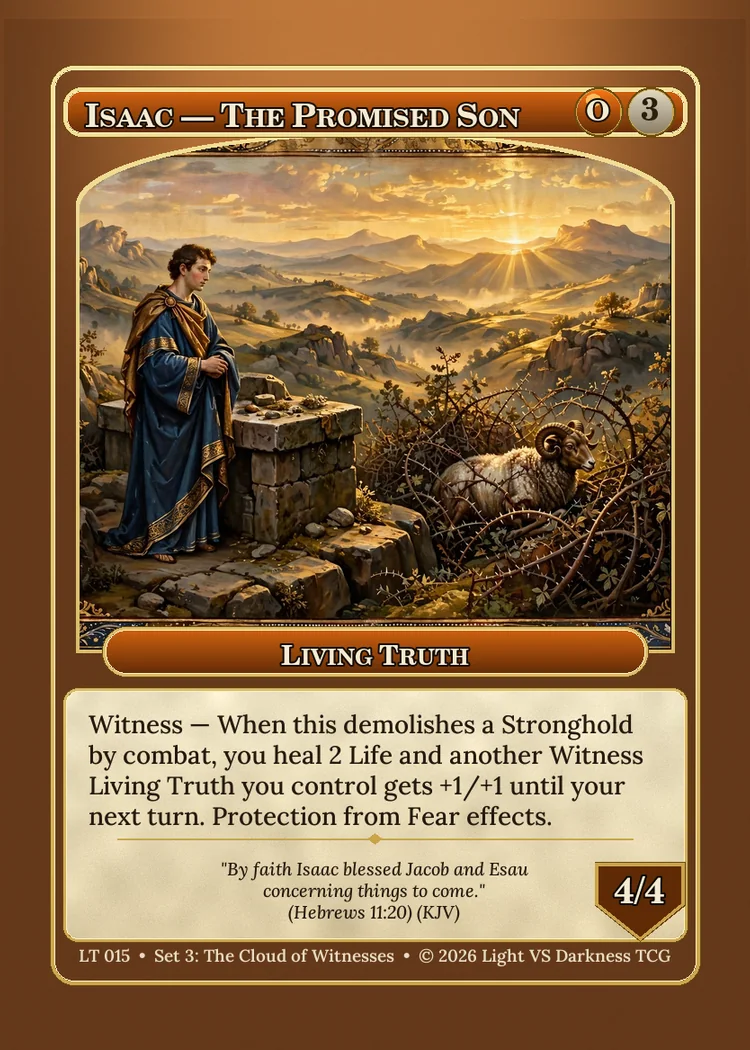 Isaac — The Promised Son O 3
Living Truth
Witness — When this demolishes a Stronghold
by combat, you heal 2 Life and another Witness
Living Truth you control gets +1/+1 until your
next turn. Protection from Fear effects.
"By faith Isaac blessed Jacob and Esau
concerning things to come."
(Hebrews 11:20) (KJV)
4/4
LT 015 • Set 3: The Cloud of Witnesses • © 2026 Light VS Darkness TCG